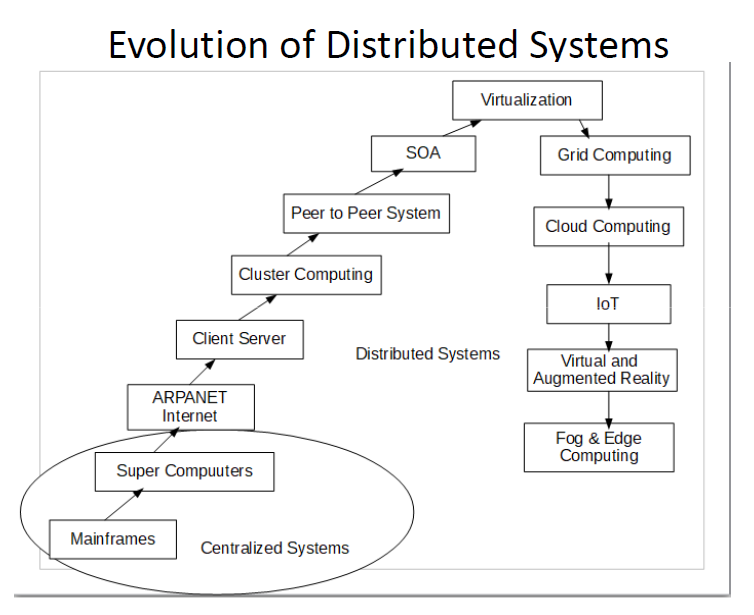 Evolution of Distributed Systems
Virtualization
SOA
Grid Computing
Peer to Peer System
Cloud Computing
Cluster Computing
IoT
Client Server
Distributed Systems
Virtual and
Augmented Reality
ARPANET
Internet
Fog & Edge
Computing
Super Compuuters
Mainframes
Centralized Systems